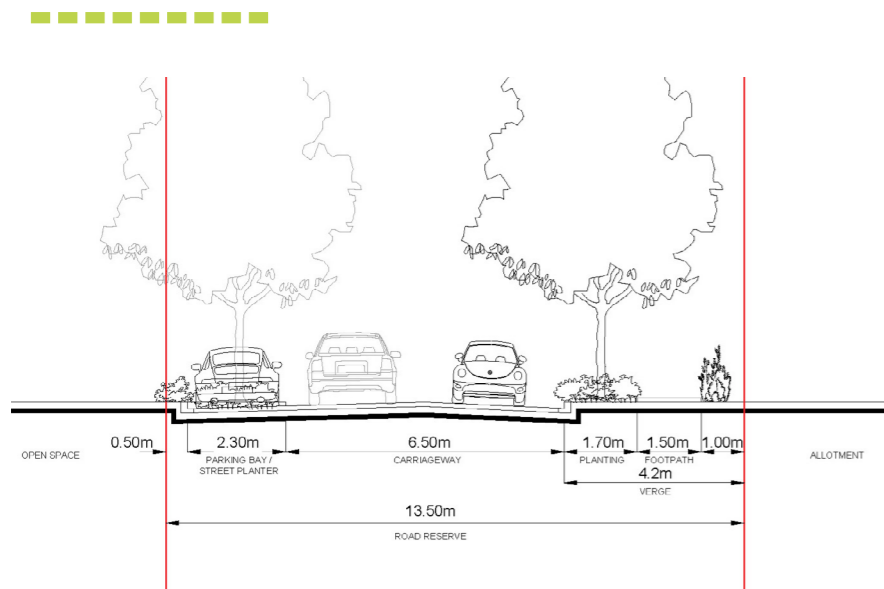 0.50m
2.30m
6.50m
1.70m
1.50m
1.00m
OPEN SPACE
PARKING BAY /
STREET PLANTER
CARRIAGEWAY
PLANTING
FOOTPATH
ALLOTMENT
4.2m
VERGE
13.50m
ROAD RESERVE